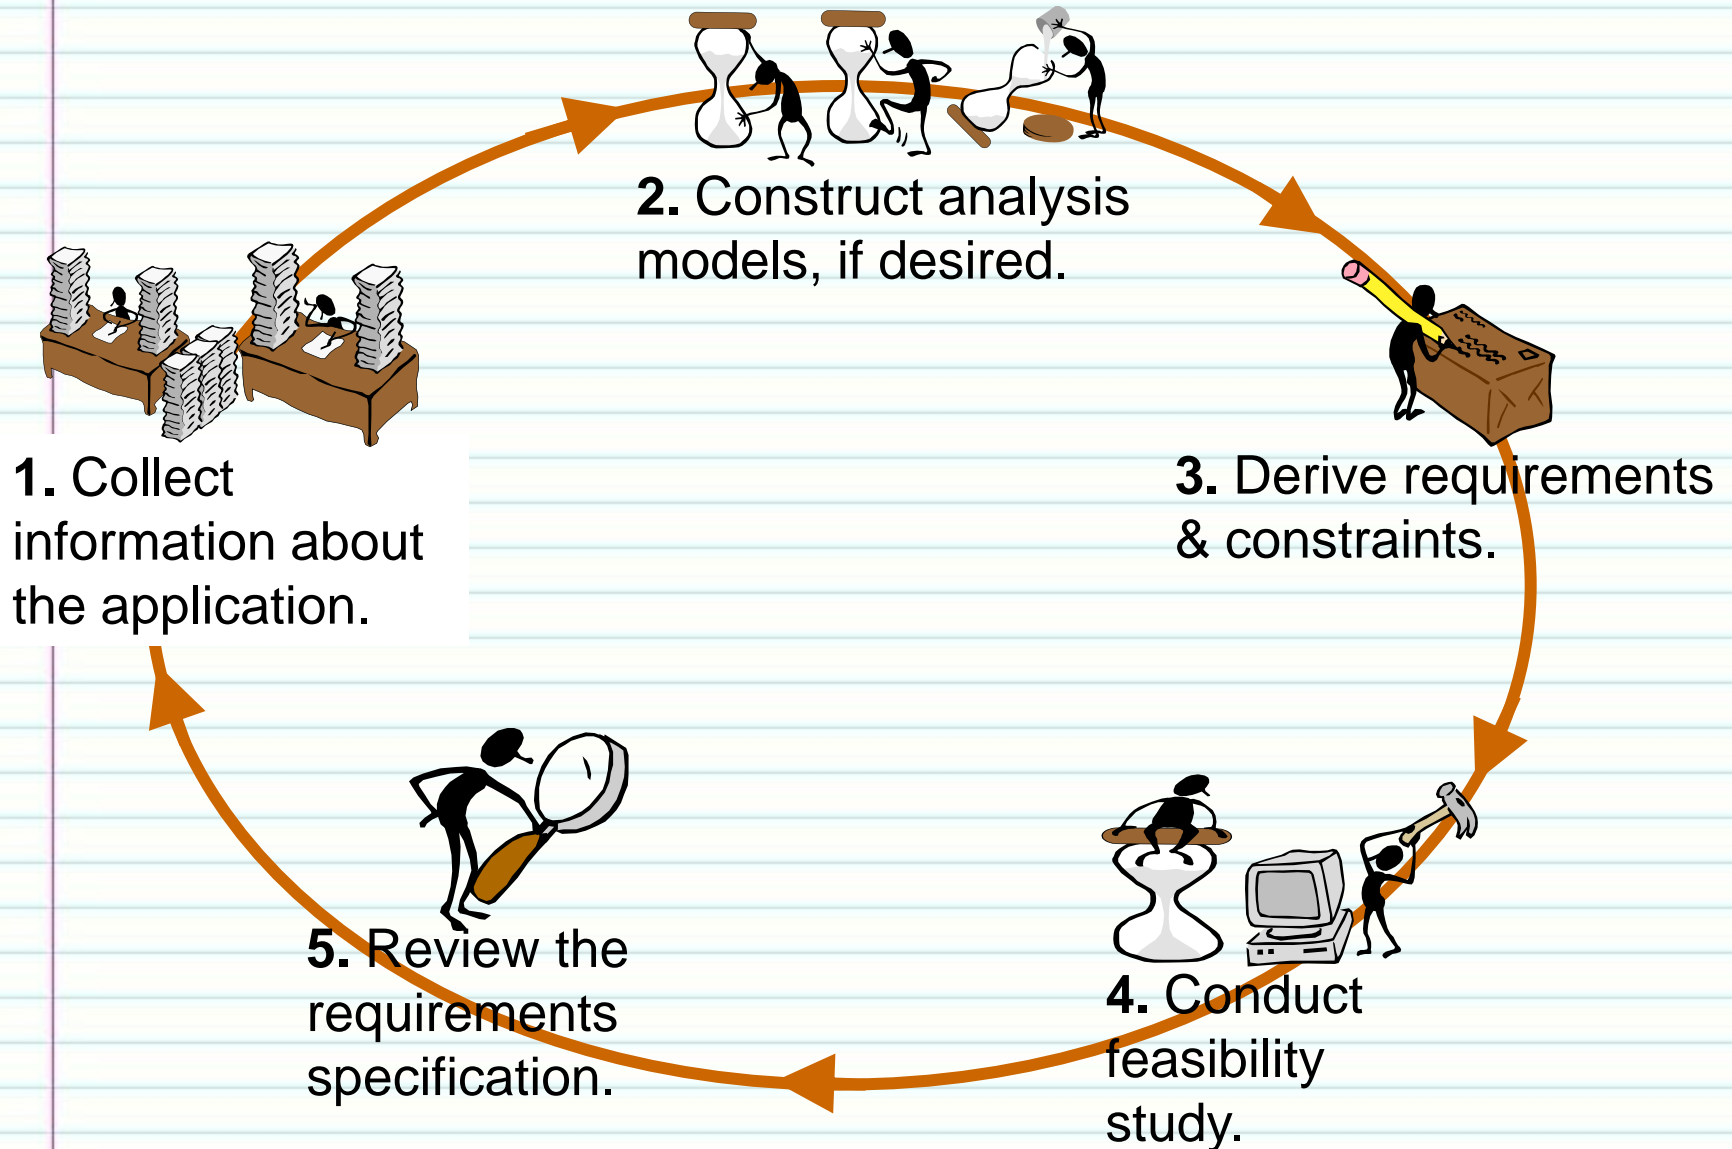 1. Collect
information about
the application.
2. Construct analysis
models, if desired.
3. Derive requirements
& constraints.
4. Conduct
feasibility
study.
5. Review the
requirements
specification.